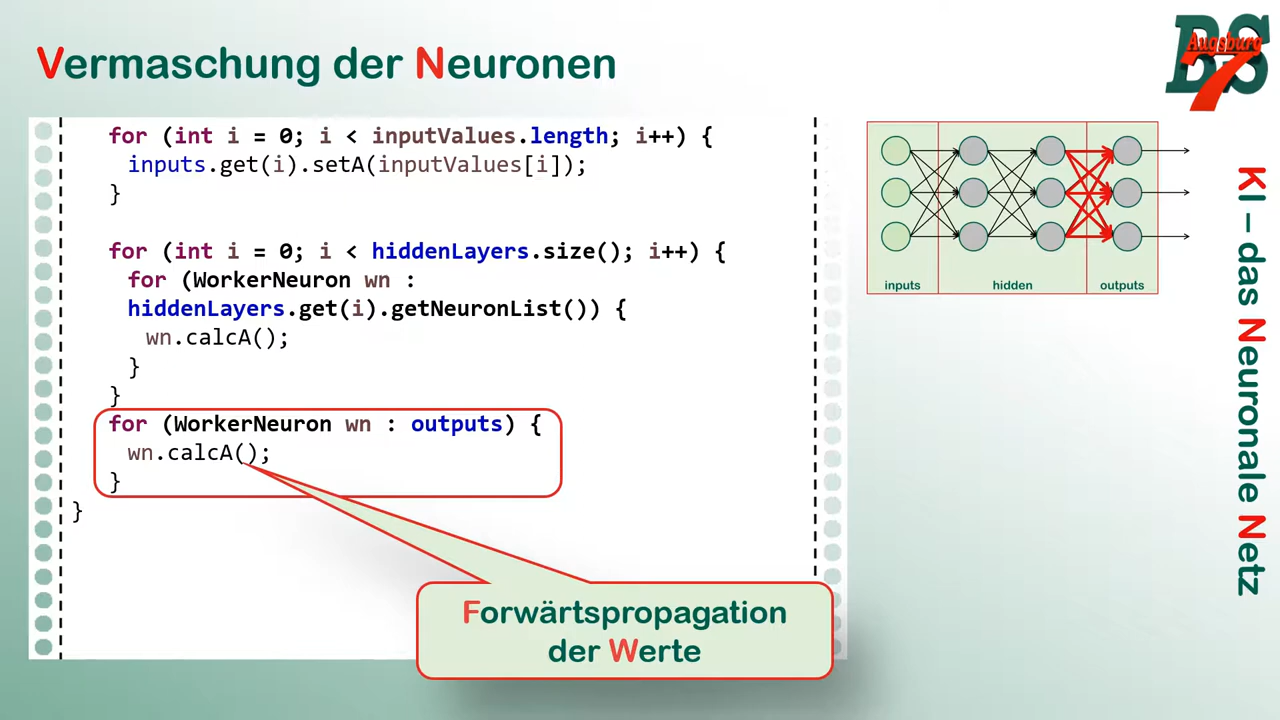 Vermaschung der Neuronen
for (int i = 0; i < inputValues.length; i++) {
inputs.get(i).setA(inputValues[i]);
}
for (int i = 0; i < hiddenLayers.size(); i++) {
for (WorkerNeuron wn :
hiddenLayers.get(i).getNeuronList()) {
wn.calcA();
}
}
for (WorkerNeuron wn : outputs) {
wn.calcA();
}
}
Forwärtspropagation
der Werte
inputs
hidden
outputs
BS
Augsburg
7
KI – das Neuronale Netz